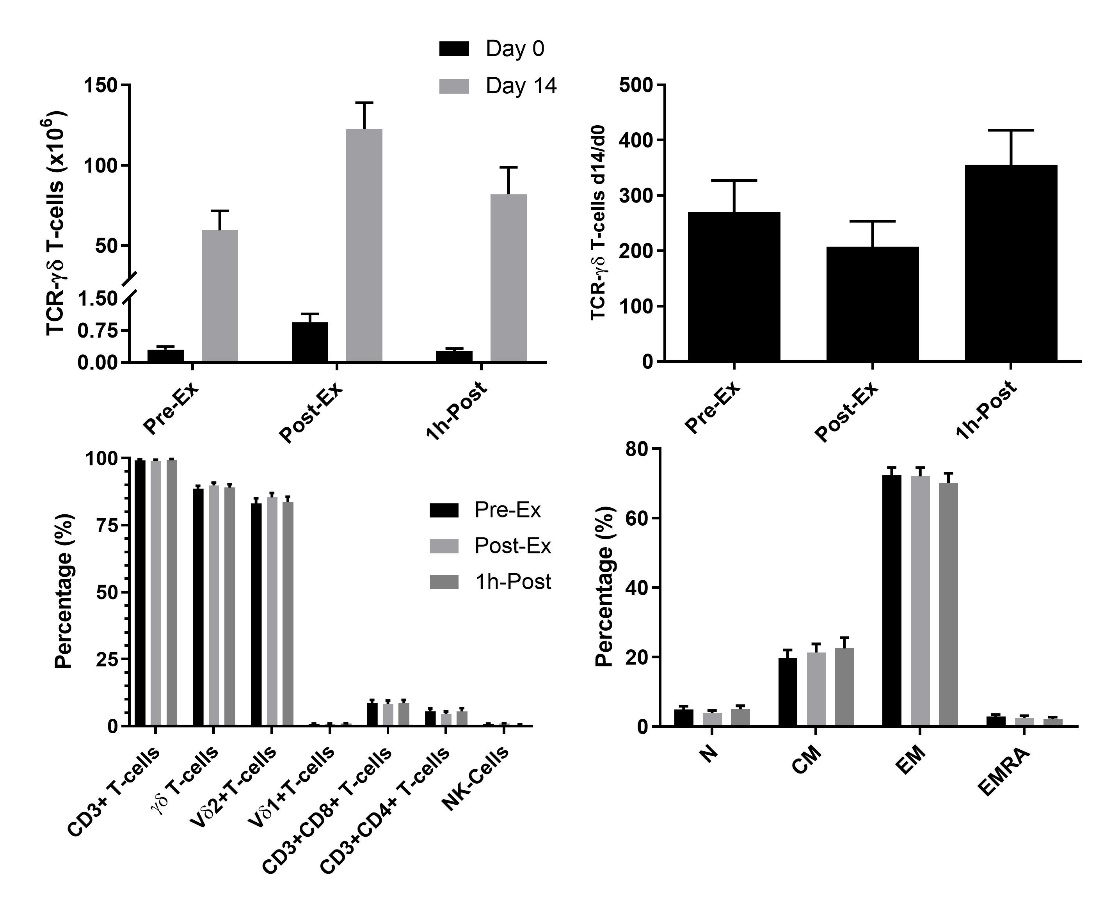 Day 0
Day 14
TCR-γδ T-cells (x10⁶)
150
100
50
1.50
0.75
0.00
Pre-Ex
Post-Ex
1h-Post
TCR-γδ T-cells d14/d0
500
400
300
200
100
0
Pre-Ex
Post-Ex
1h-Post
Percentage (%)
100
75
50
25
0
Pre-Ex
Post-Ex
1h-Post
CD3+ T-cells
γδ T-cells
Vδ2+T-cells
Vδ1+T-cells
CD3+CD8+ T-cells
CD3+CD4+ T-cells
NK-Cells
Percentage (%)
80
60
40
20
0
N
CM
EM
EMRA